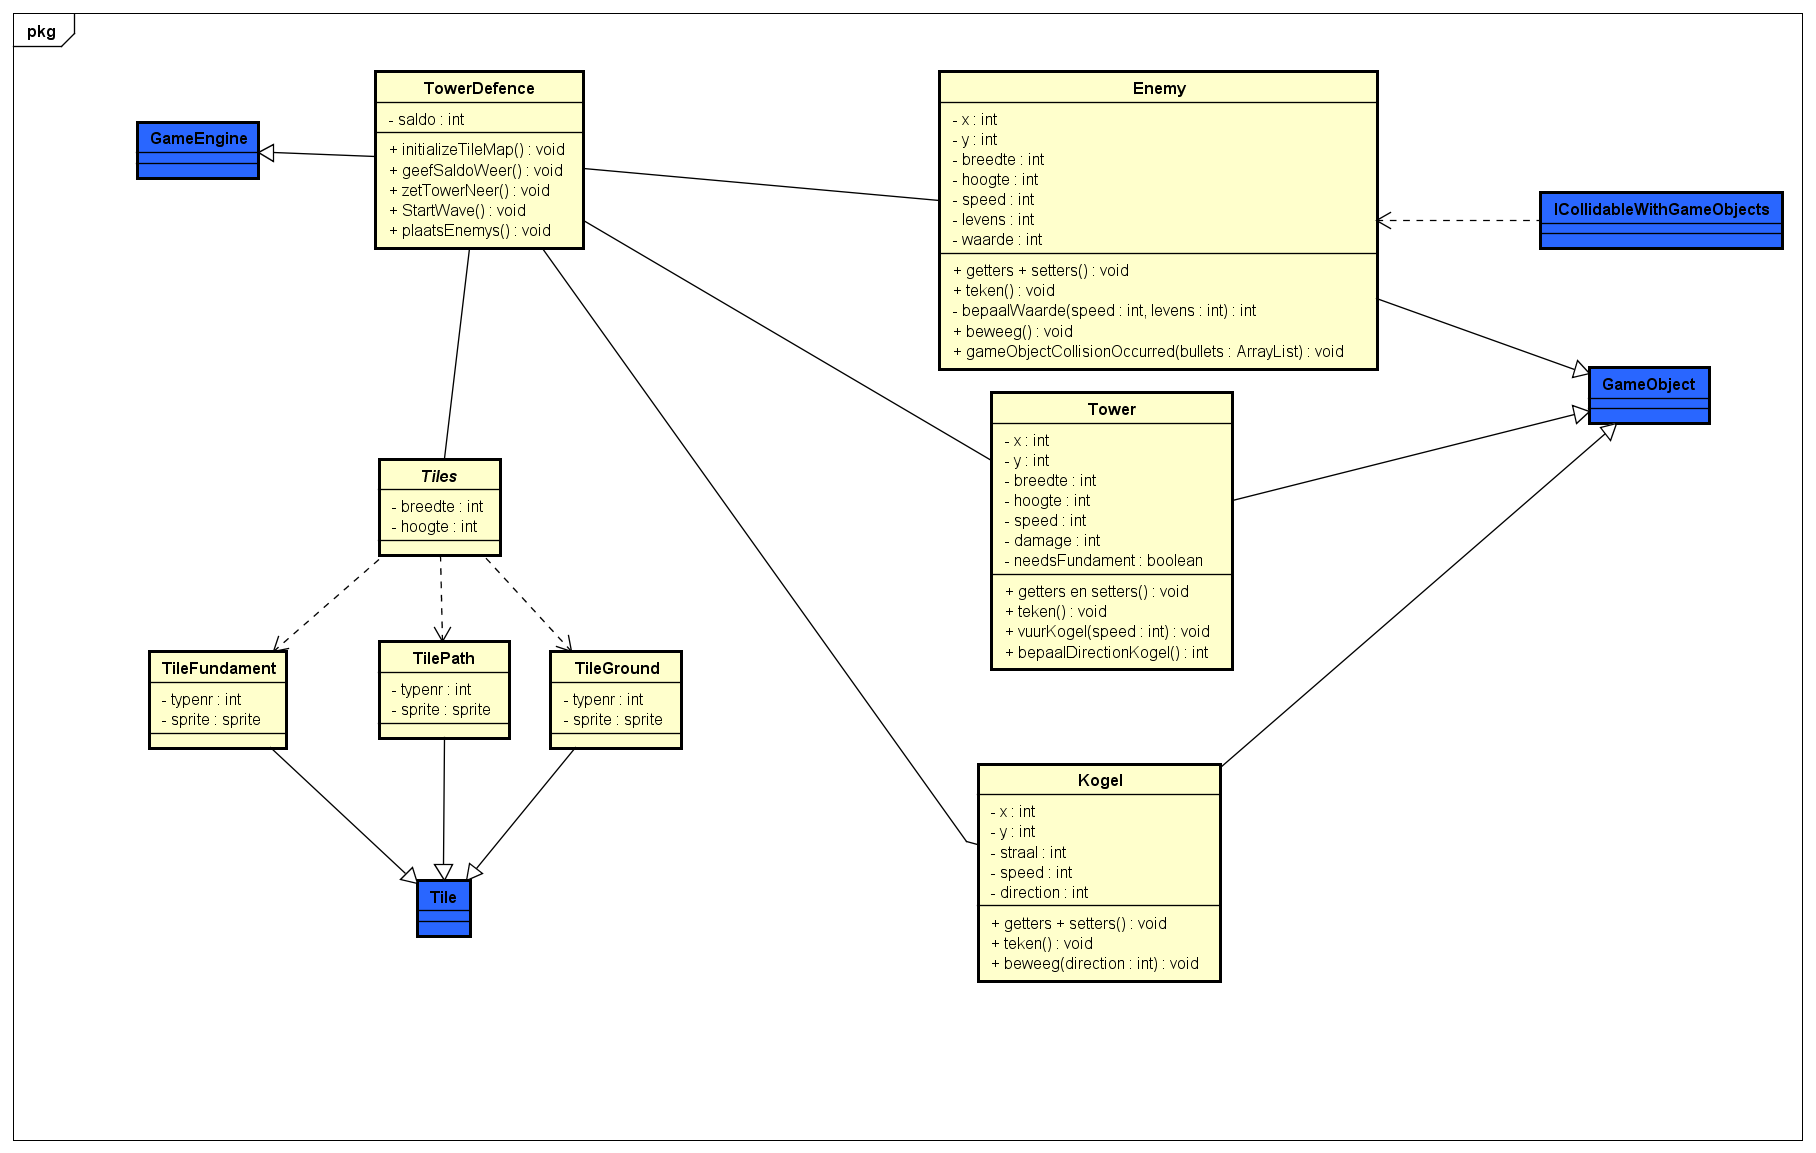 pkg
TowerDefence
- saldo : int
+ initializeTileMap() : void
+ geefSaldoWeer() : void
+ zetTowerNeer() : void
+ StartWave() : void
+ plaatsEnemys() : void
GameEngine
Enemy
- x : int
- y : int
- breedte : int
- hoogte : int
- speed : int
- levens : int
- waarde : int
+ getters + setters() : void
+ teken() : void
- bepaalWaarde(speed : int, levens : int) : int
+ beweeg() : void
+ gameObjectCollisionOccurred(bullets : ArrayList) : void
ICollidableWithGameObjects
GameObject
Tower
- x : int
- y : int
- breedte : int
- hoogte : int
- speed : int
- damage : int
- needsFundament : boolean
+ getters en setters() : void
+ teken() : void
+ vuurKogel(speed : int) : void
+ bepaalDirectionKogel() : int
Tiles
- breedte : int
- hoogte : int
TileFundament
- typenr : int
- sprite : sprite
TilePath
- typenr : int
- sprite : sprite
TileGround
- typenr : int
- sprite : sprite
Tile
Kogel
- x : int
- y : int
- straal : int
- speed : int
- direction : int
+ getters + setters() : void
+ teken() : void
+ beweeg(direction : int) : void